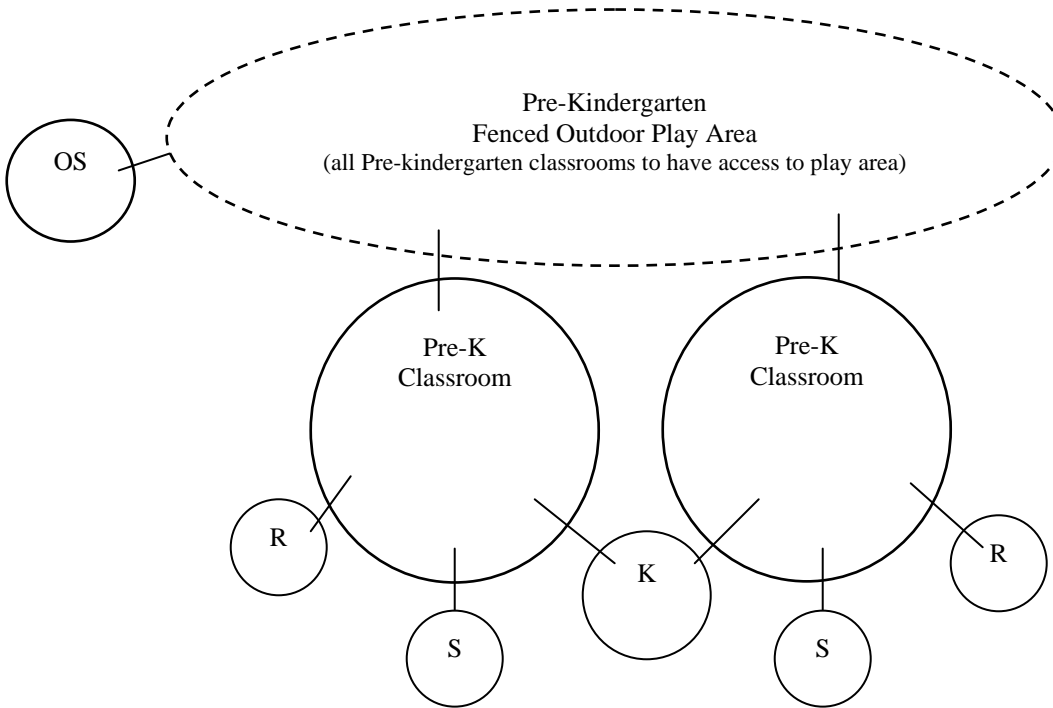 Pre-Kindergarten
Fenced Outdoor Play Area
(all Pre-kindergarten classrooms to have access to play area)
OS
Pre-K
Classroom
Pre-K
Classroom
R
K
R
S
S